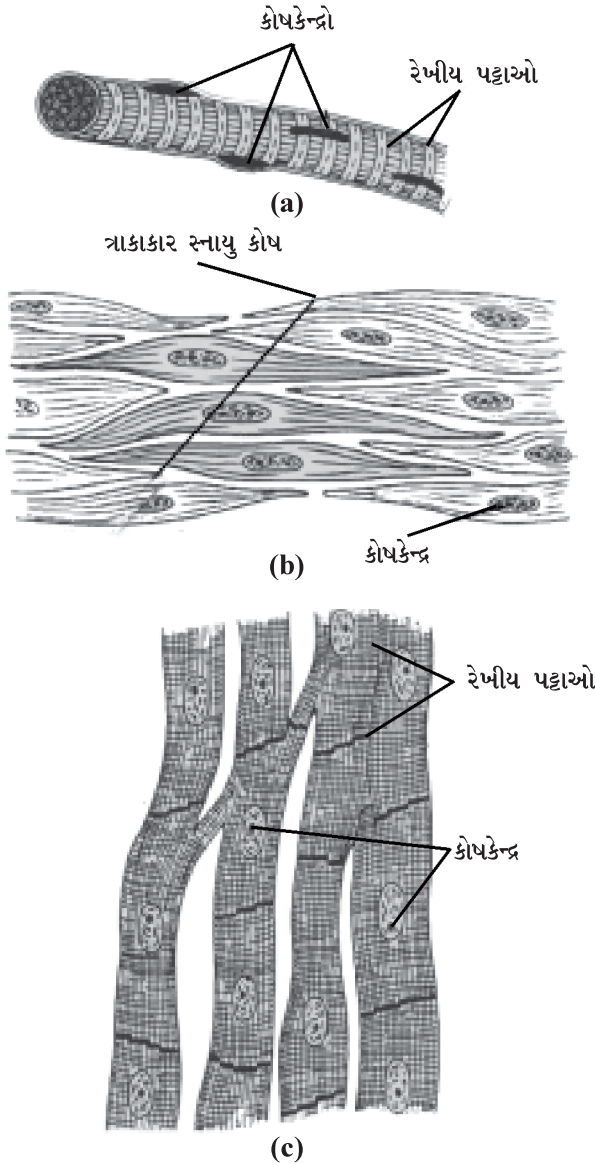 કોષકેન્દ્રો
રેખીય પટ્ટાઓ
(a)
ત્રાકાકાર સ્નાયુ કોષ
કોષકેન્દ્ર
(b)
રેખીય પટ્ટાઓ
કોષકેન્દ્ર
(c)